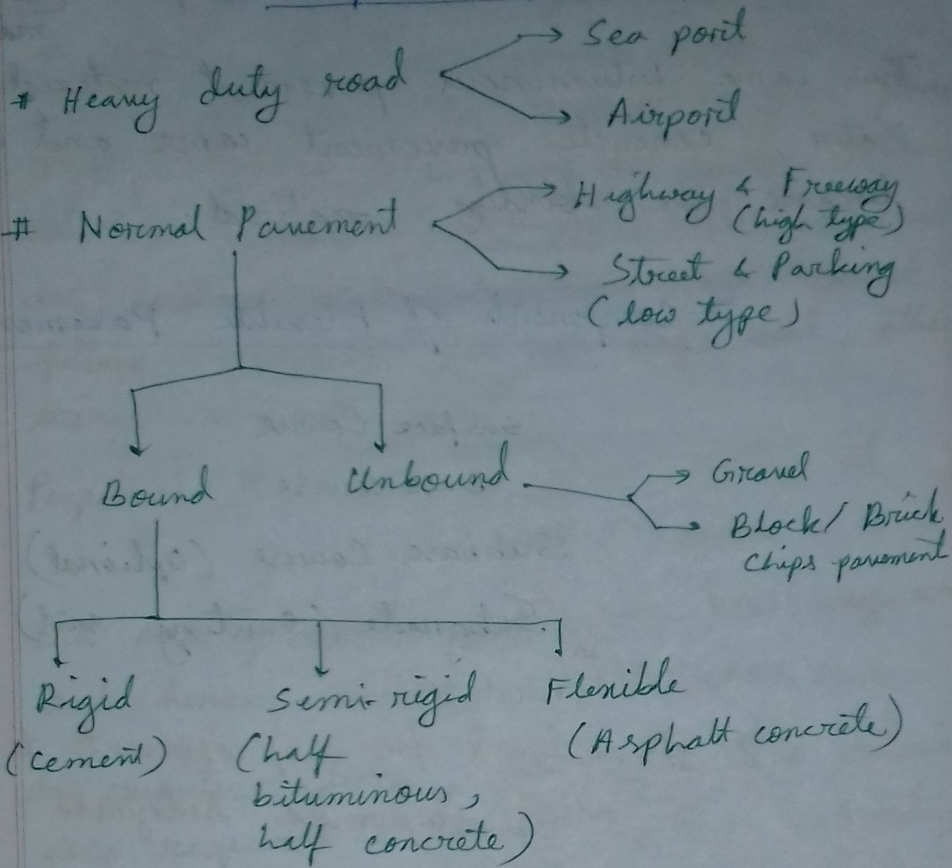 * Heavy duty road
Sea port
Airport
# Normal Pavement
Highway & Freeway
(high type)
Street & Parking
(low type)
Bound
Unbound
Gravel
Block/ Brick
Chips pavement
Rigid
(cement)
Semi-rigid
(half
bituminous,
half concrete)
Flexible
(Asphalt concrete)